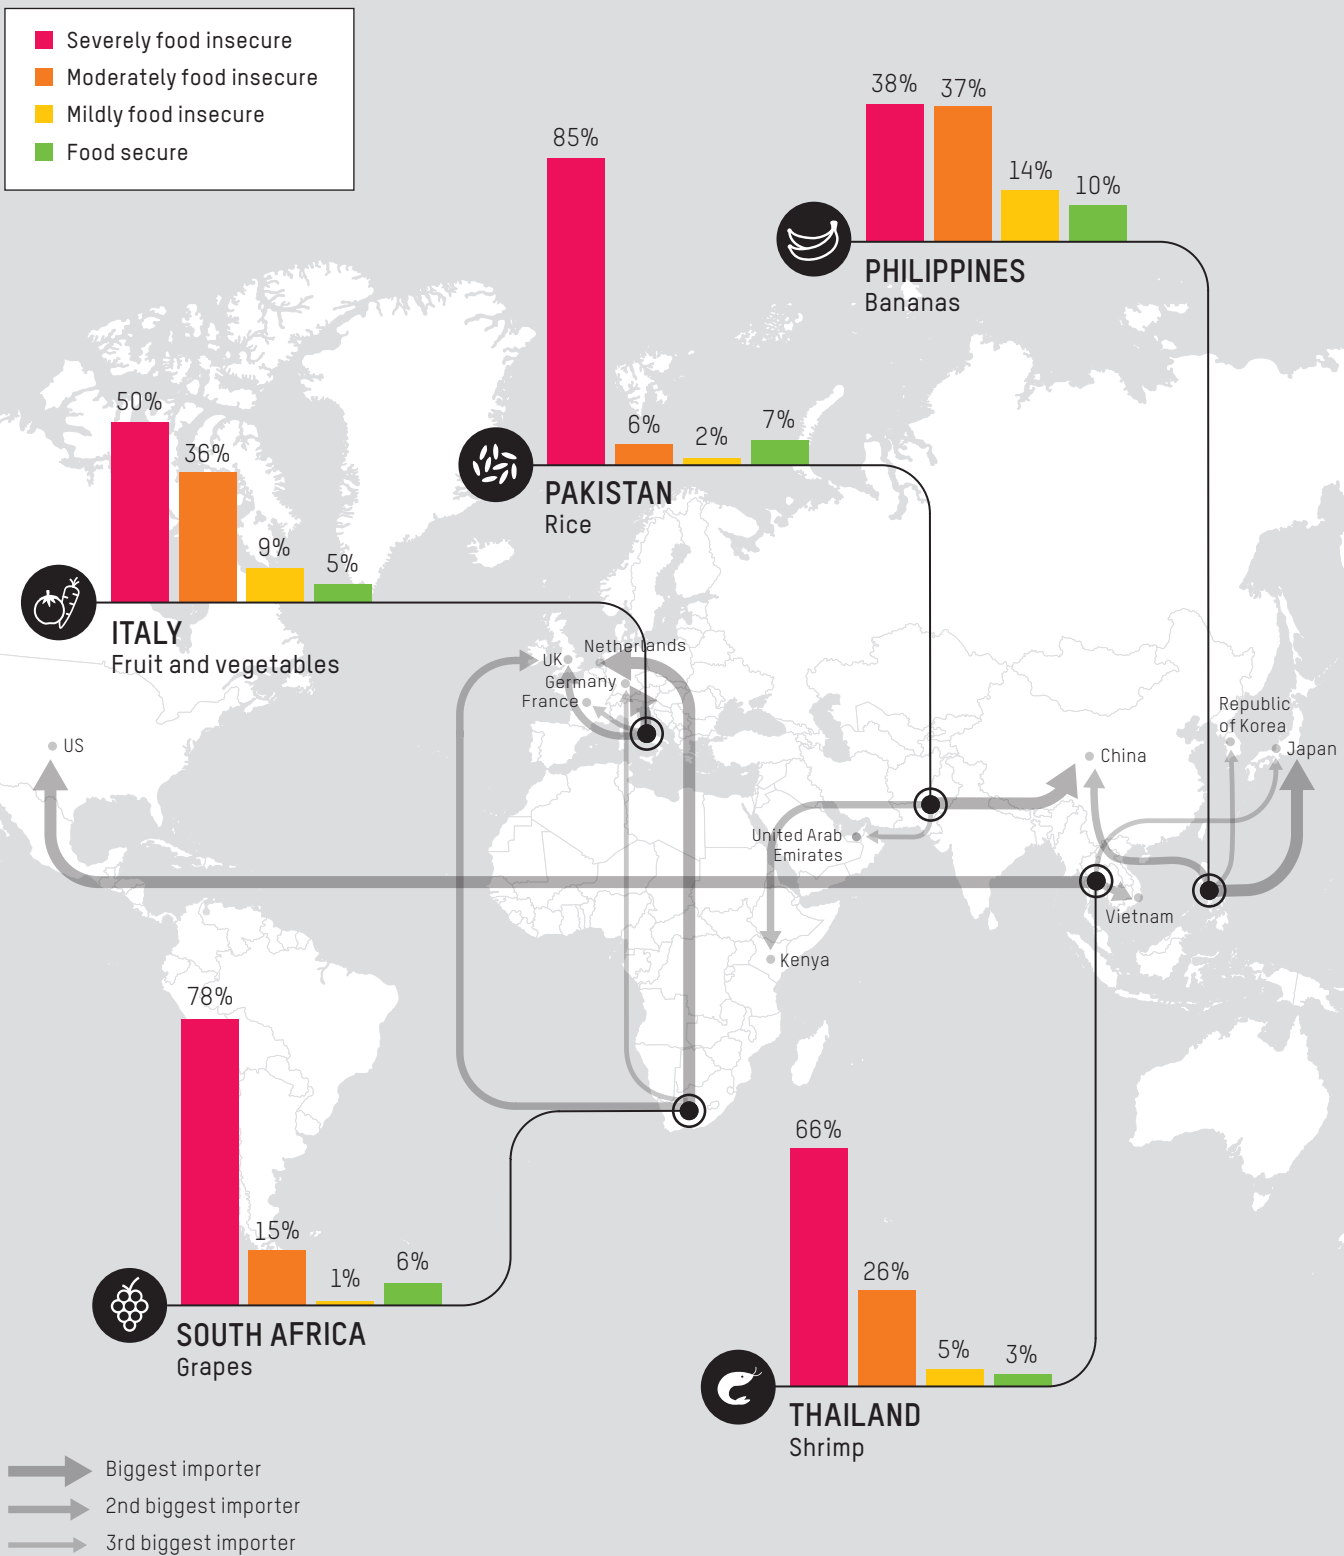 Severely food insecure
Moderately food insecure
Mildly food insecure
Food secure
38%
37%
14%
10%
PHILIPPINES
Bananas
85%
6%
2%
7%
PAKISTAN
Rice
50%
36%
9%
5%
ITALY
Fruit and vegetables
UK
Netherlands
Germany
France
US
Republic
of Korea
Japan
China
United Arab
Emirates
Vietnam
Kenya
78%
15%
1%
6%
SOUTH AFRICA
Grapes
66%
26%
5%
3%
THAILAND
Shrimp
Biggest importer
2nd biggest importer
3rd biggest importer